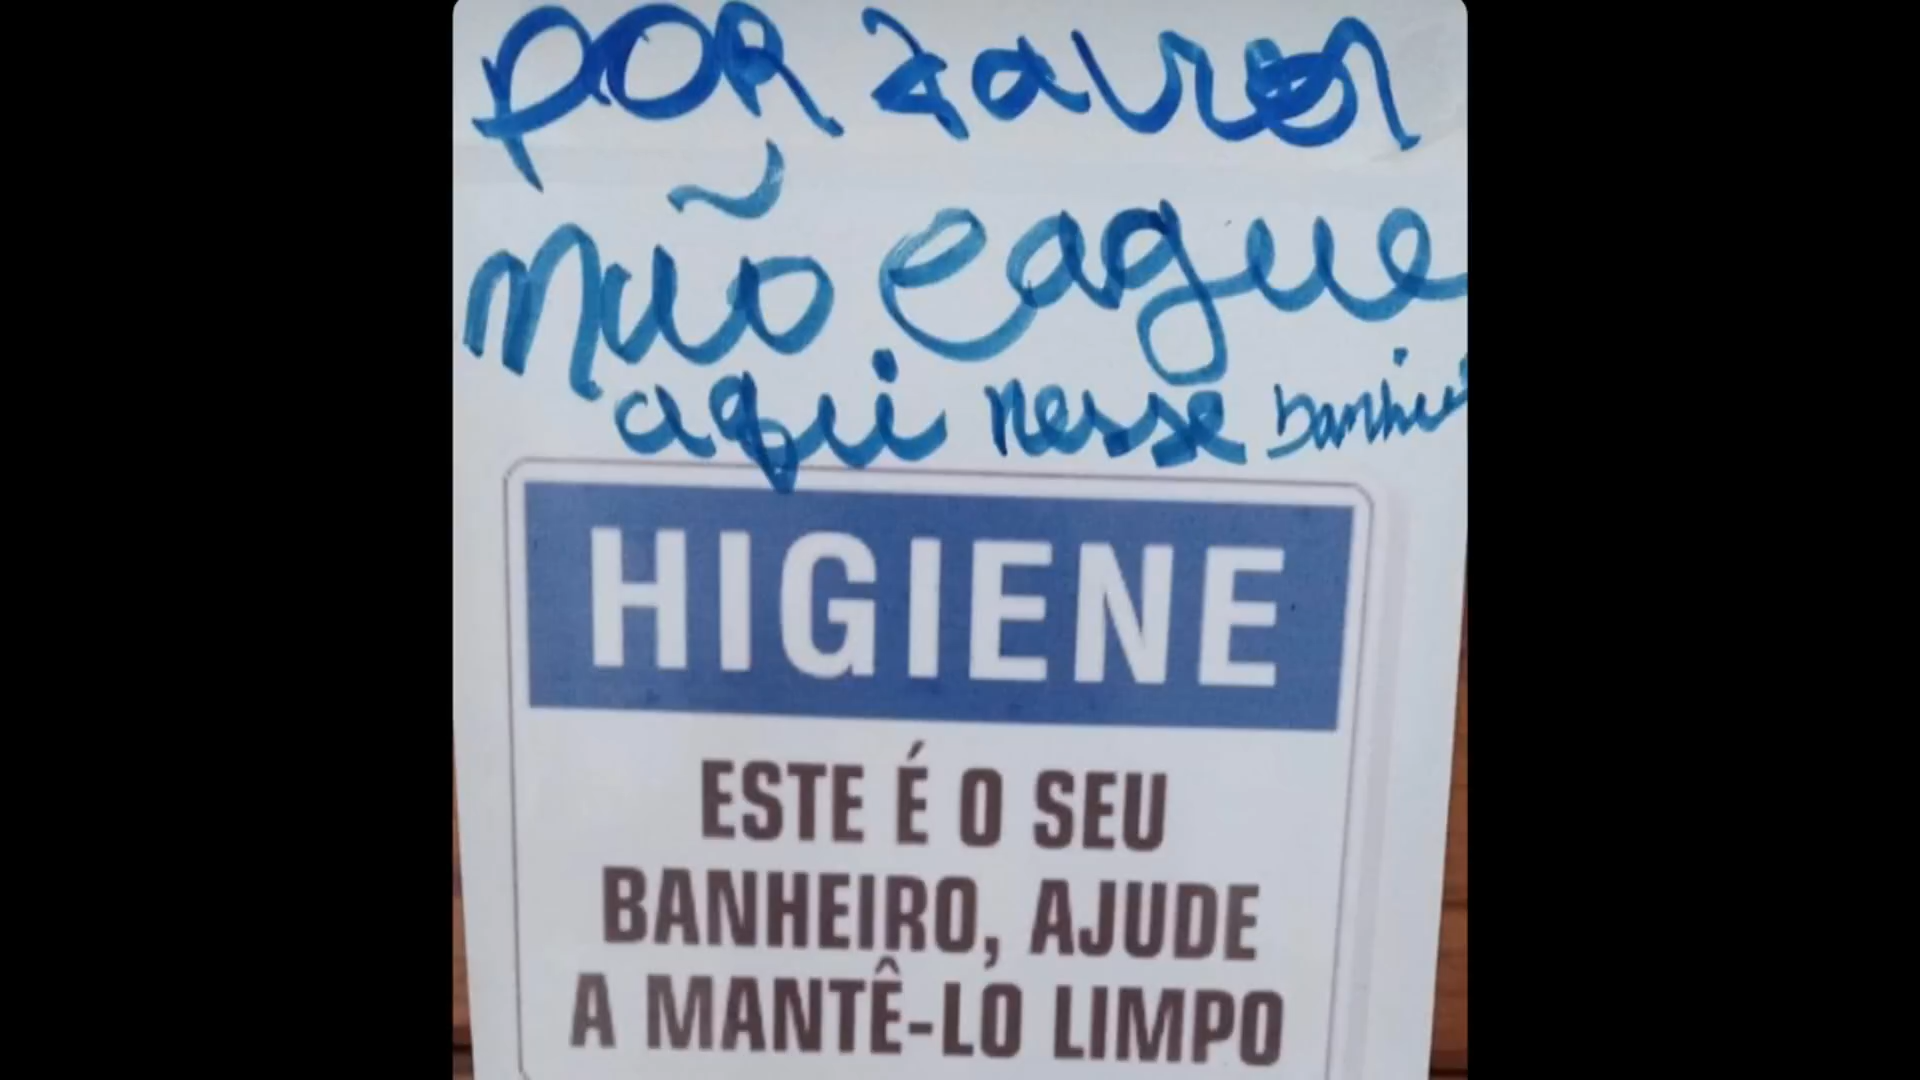 POR favor
não cague
aqui nesse
HIGIENE
ESTE É O SEU
BANHEIRO, AJUDE
A MANTÊ-LO LIMPO